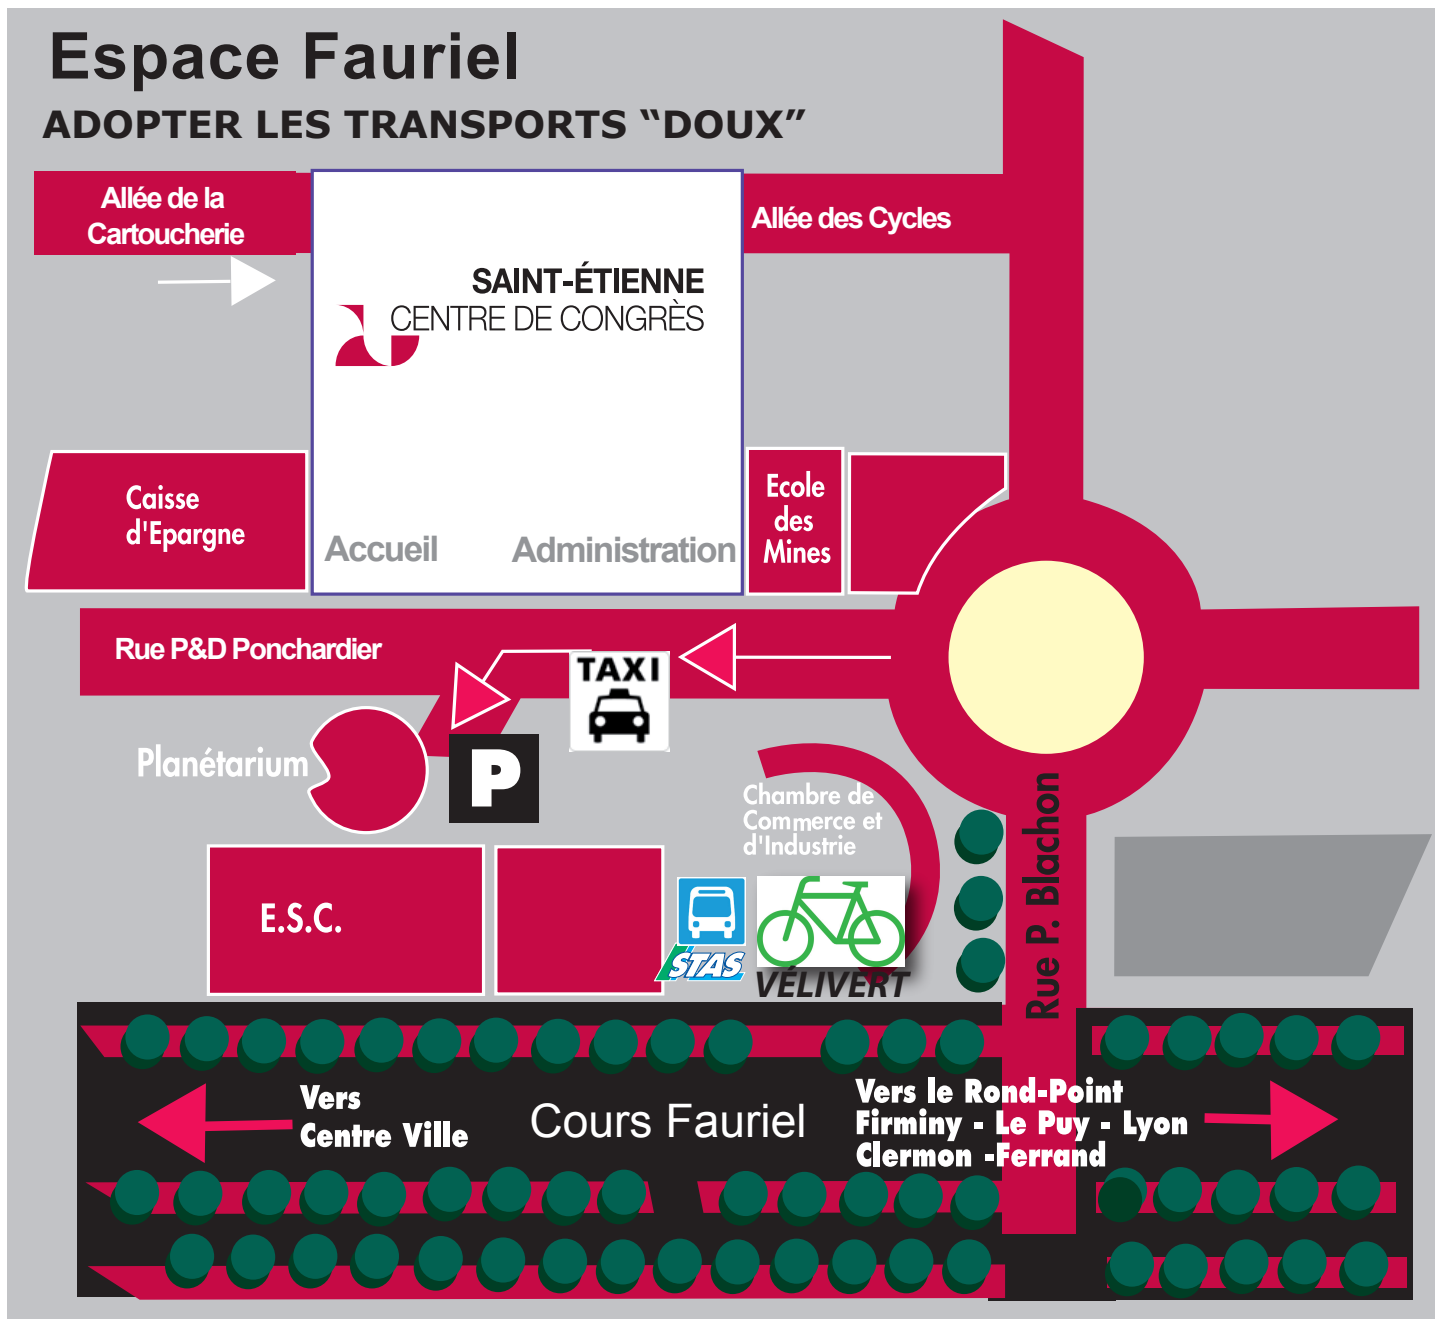 Espace Fauriel
ADOPTER LES TRANSPORTS “DOUX”
Allée de la
Cartoucherie
Allée des Cycles
SAINT-ÉTIENNE
CENTRE DE CONGRÈS
Caisse
d'Epargne
Accueil
Administration
Ecole
des
Mines
Rue P&D Ponchardier
TAXI
Planétarium
P
Chambre de
Commerce et
d'Industrie
Rue P. Blachon
E.S.C.
STAS
VÉLIVERT
Vers
Centre Ville
Cours Fauriel
Vers le Rond-Point
Firminy - Le Puy - Lyon
Clermon -Ferrand